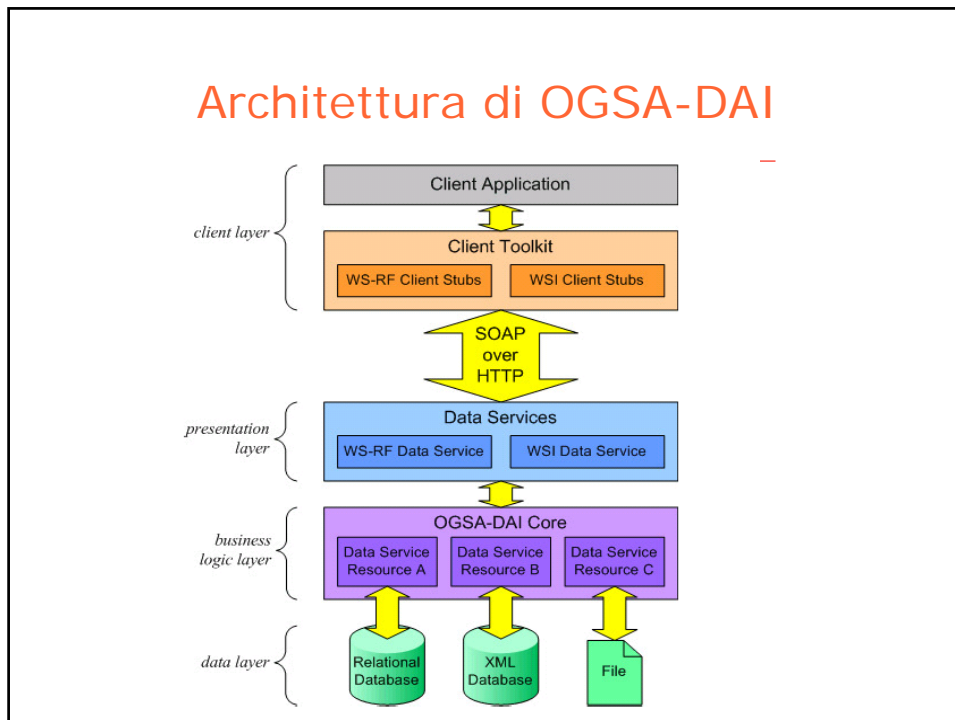 Architettura di OGSA-DAI
client layer
Client Application
Client Toolkit
WS-RF Client Stubs
WSI Client Stubs
SOAP
over
HTTP
presentation
layer
Data Services
WS-RF Data Service
WSI Data Service
business
logic layer
OGSA-DAI Core
Data Service
Resource A
Data Service
Resource B
Data Service
Resource C
data layer
Relational
Database
XML
Database
File